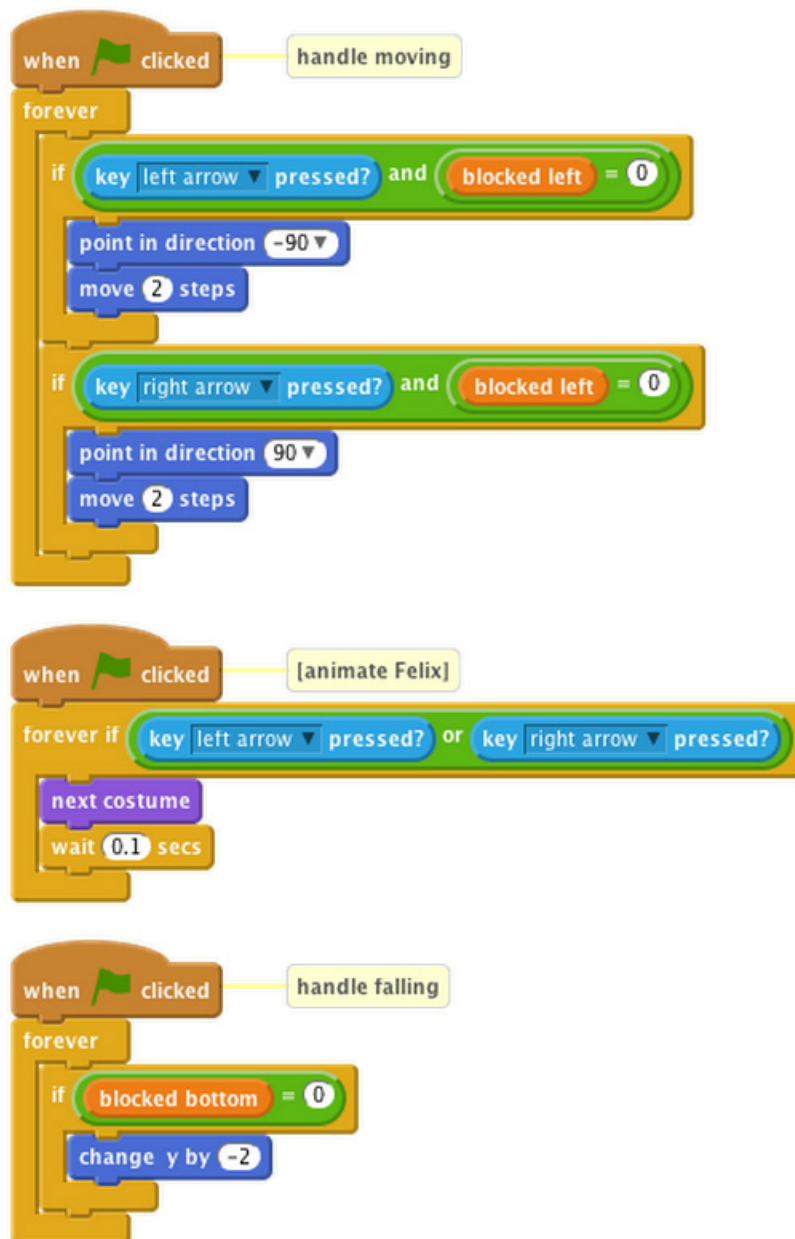 when clicked handle moving
forever
if key left arrow pressed? and blocked left = 0
point in direction -90
move 2 steps
if key right arrow pressed? and blocked left = 0
point in direction 90
move 2 steps
when clicked [animate Felix]
forever if key left arrow pressed? or key right arrow pressed?
next costume
wait 0.1 secs
when clicked handle falling
forever
if blocked bottom = 0
change y by -2